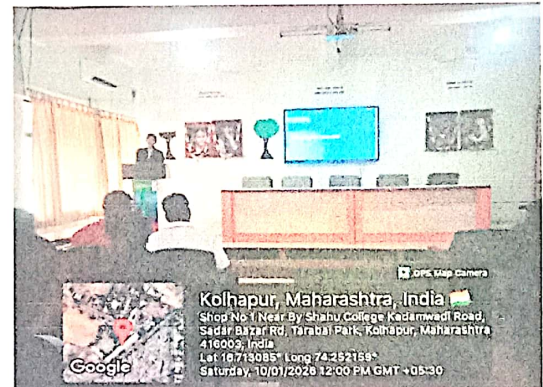 GPS Map Camera
Kolhapur, Maharashtra, India
Shop No 1 Near By Shahu College Kadamwadi Road,
Sadar Bazar Rd, Tarabai Park, Kolhapur, Maharashtra
416003, India
Lat 16.713085° Long 74.252159°
Saturday, 10/01/2026 12:00 PM GMT +05:30
Google